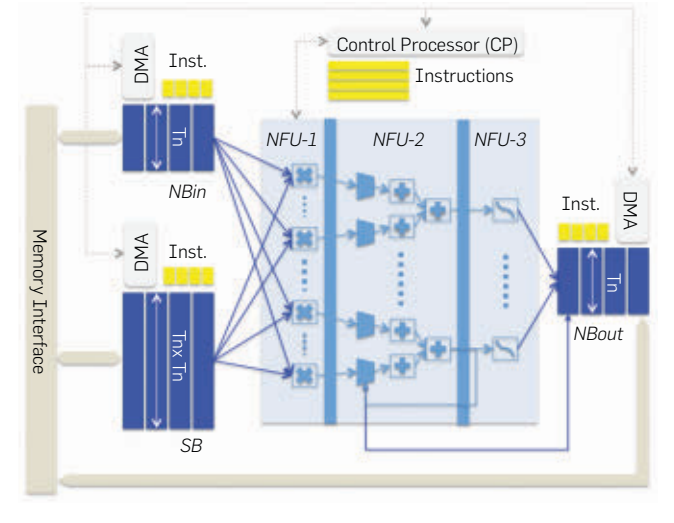 Control Processor (CP)
Instructions
DMA
Inst.
Tn
NBin
DMA
Inst.
Tnx Tn
SB
Memory Interface
NFU-1
NFU-2
NFU-3
Inst.
DMA
Tn
NBout